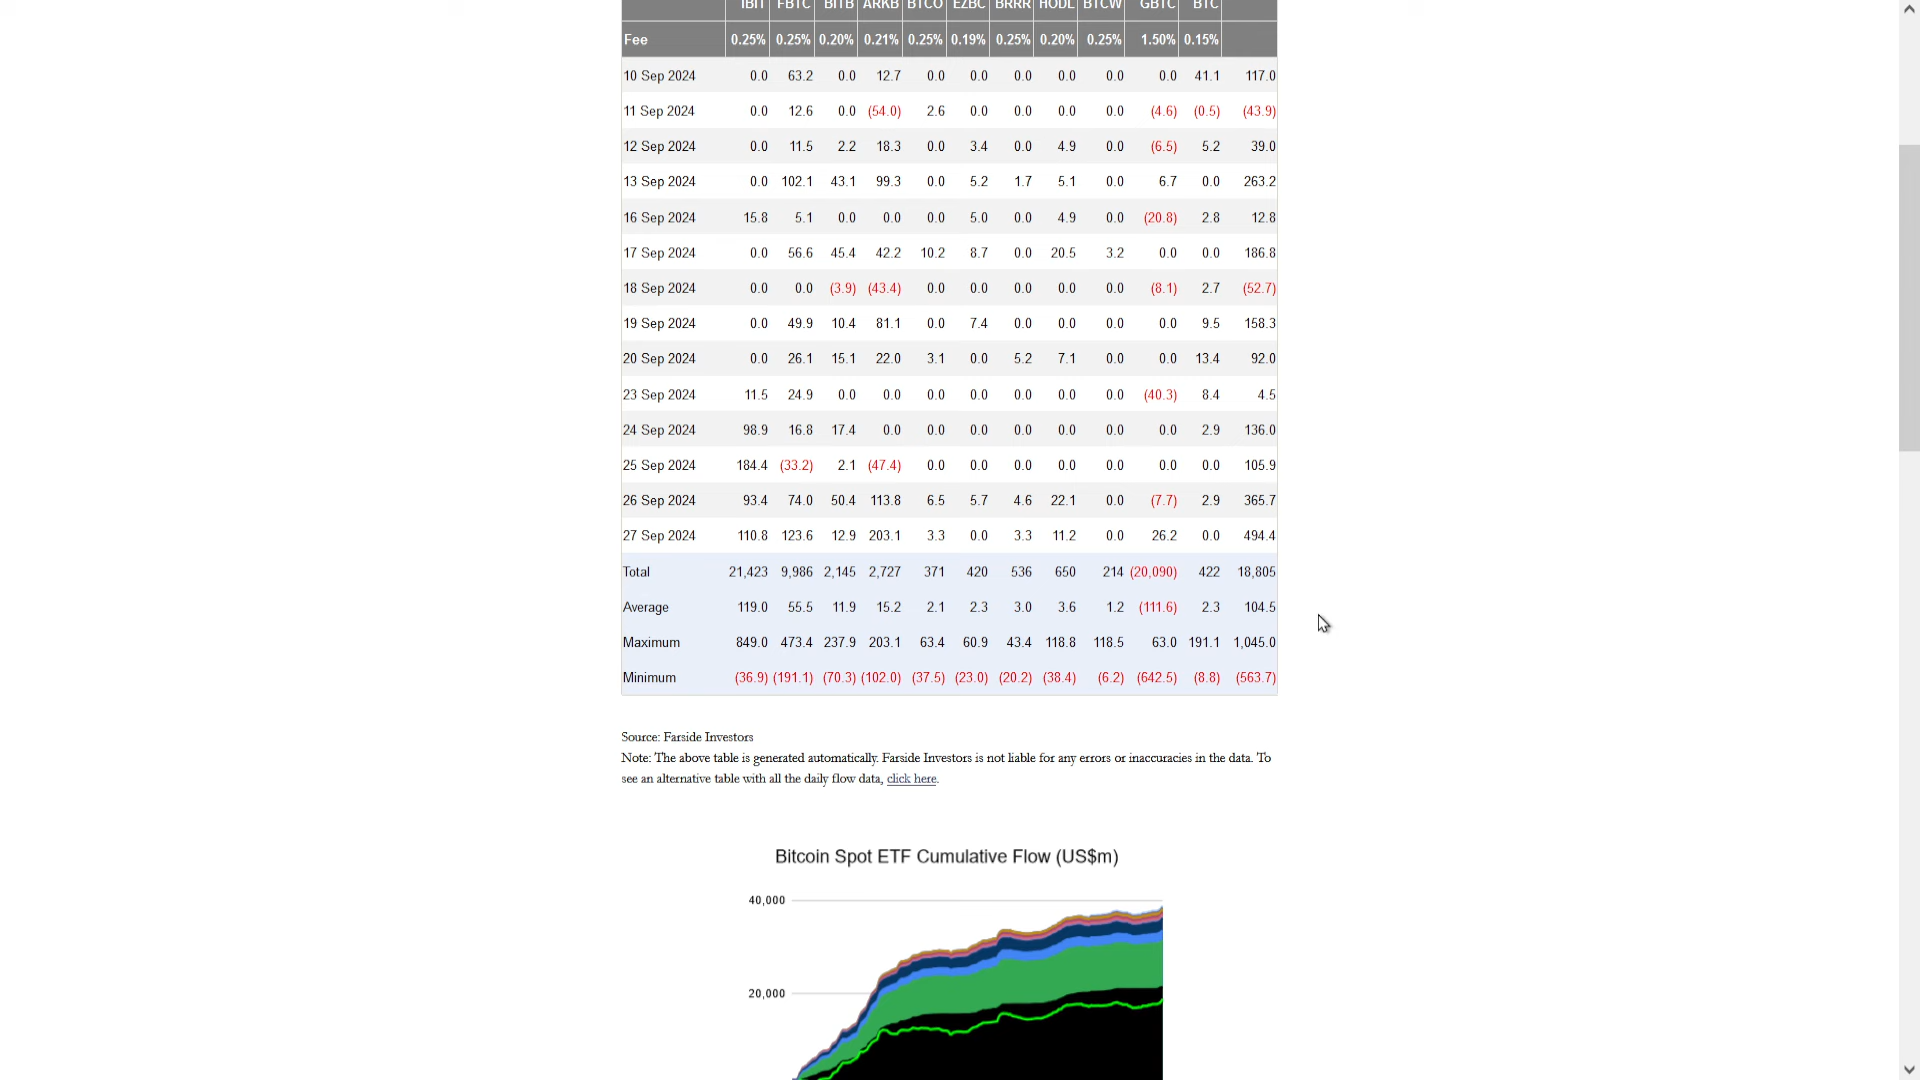 IBIT FBTC BITB ARKB BTCO EZBC BRRR HODL BTCW GBTC BTC
Fee 0.25% 0.25% 0.20% 0.21% 0.25% 0.19% 0.25% 0.20% 0.25% 1.50% 0.15%
10 Sep 2024 0.0 63.2 0.0 12.7 0.0 0.0 0.0 0.0 0.0 0.0 41.1 117.0
11 Sep 2024 0.0 12.6 0.0 (54.0) 2.6 0.0 0.0 0.0 0.0 (4.6) (0.5) (43.9)
12 Sep 2024 0.0 11.5 2.2 18.3 0.0 3.4 0.0 4.9 0.0 (6.5) 5.2 39.0
13 Sep 2024 0.0 102.1 43.1 99.3 0.0 5.2 1.7 5.1 0.0 6.7 0.0 263.2
16 Sep 2024 15.8 5.1 0.0 0.0 0.0 5.0 0.0 4.9 0.0 (20.8) 2.8 12.8
17 Sep 2024 0.0 56.6 45.4 42.2 10.2 8.7 0.0 20.5 3.2 0.0 0.0 186.8
18 Sep 2024 0.0 0.0 (3.9) (43.4) 0.0 0.0 0.0 0.0 0.0 (8.1) 2.7 (52.7)
19 Sep 2024 0.0 49.9 10.4 81.1 0.0 7.4 0.0 0.0 0.0 0.0 9.5 158.3
20 Sep 2024 0.0 26.1 15.1 22.0 3.1 0.0 5.2 7.1 0.0 0.0 13.4 92.0
23 Sep 2024 11.5 24.9 0.0 0.0 0.0 0.0 0.0 0.0 0.0 (40.3) 8.4 4.5
24 Sep 2024 98.9 16.8 17.4 0.0 0.0 0.0 0.0 0.0 0.0 0.0 2.9 136.0
25 Sep 2024 184.4 (33.2) 2.1 (47.4) 0.0 0.0 0.0 0.0 0.0 0.0 0.0 105.9
26 Sep 2024 93.4 74.0 50.4 113.8 6.5 5.7 4.6 22.1 0.0 (7.7) 2.9 365.7
27 Sep 2024 110.8 123.6 12.9 203.1 3.3 0.0 3.3 11.2 0.0 26.2 0.0 494.4
Total 21,423 9,986 2,145 2,727 371 420 536 650 214 (20,090) 422 18,805
Average 119.0 55.5 11.9 15.2 2.1 2.3 3.0 3.6 1.2 (111.6) 2.3 104.5
Maximum 849.0 473.4 237.9 203.1 63.4 60.9 43.4 118.8 118.5 63.0 191.1 1,045.0
Minimum (36.9) (191.1) (70.3) (102.0) (37.5) (23.0) (20.2) (38.4) (6.2) (642.5) (8.8) (563.7)
Source: Farside Investors
Note: The above table is generated automatically. Farside Investors is not liable for any errors or inaccuracies in the data. To
see an alternative table with all the daily flow data, click here.
Bitcoin Spot ETF Cumulative Flow (US$m)
40,000
20,000